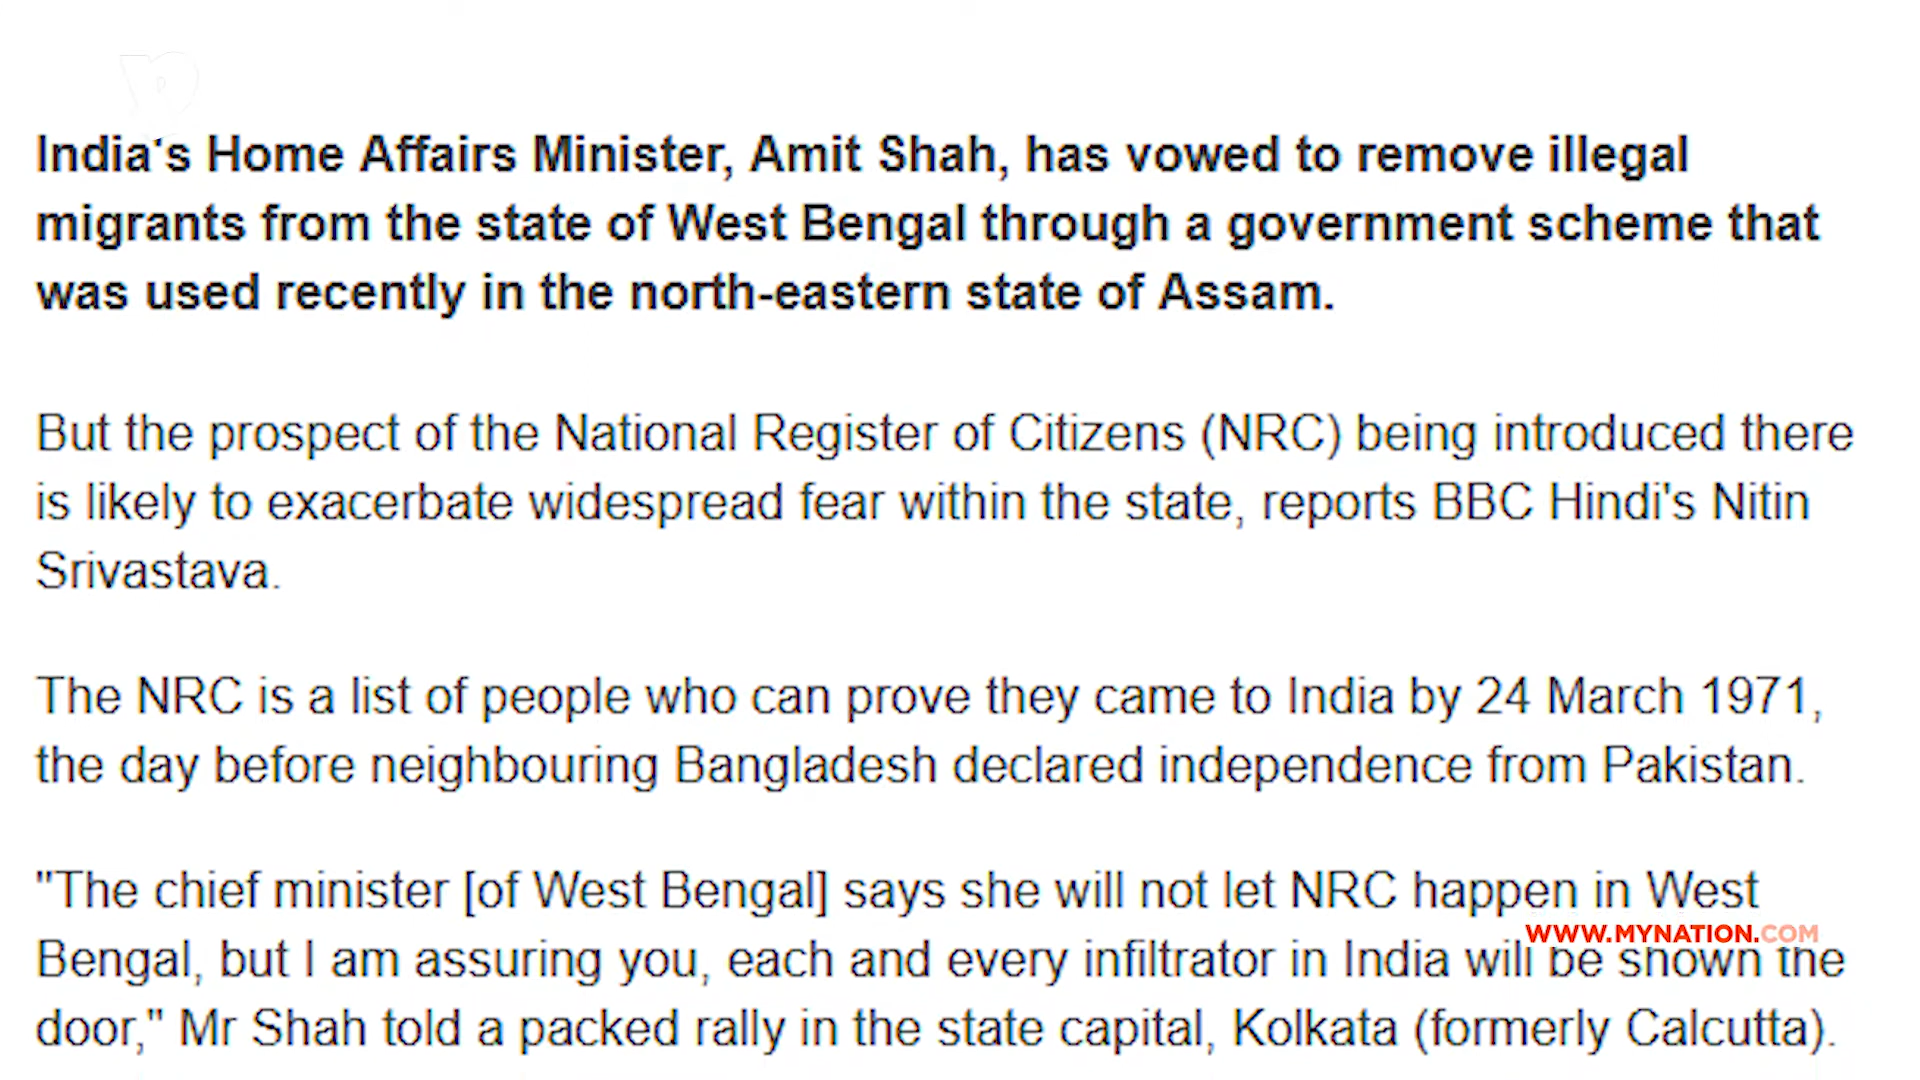 India's Home Affairs Minister, Amit Shah, has vowed to remove illegal
migrants from the state of West Bengal through a government scheme that
was used recently in the north-eastern state of Assam.
But the prospect of the National Register of Citizens (NRC) being introduced there
is likely to exacerbate widespread fear within the state, reports BBC Hindi's Nitin
Srivastava.
The NRC is a list of people who can prove they came to India by 24 March 1971,
the day before neighbouring Bangladesh declared independence from Pakistan.
"The chief minister [of West Bengal] says she will not let NRC happen in West
WWW.MYNATION.COM
Bengal, but I am assuring you, each and every infiltrator in India will be shown the
door," Mr Shah told a packed rally in the state capital, Kolkata (formerly Calcutta).